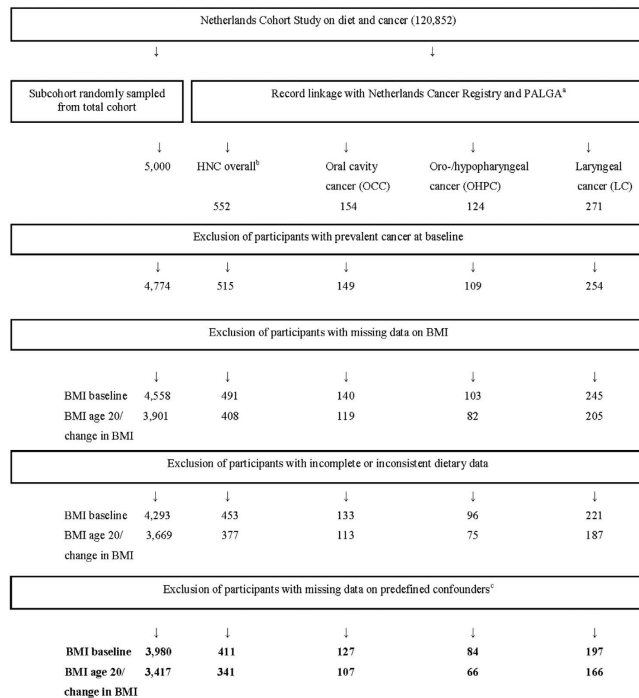 Netherlands Cohort Study on diet and cancer (120,852)
↓ ↓
Subcohort randomly sampled
from total cohort
Record linkage with Netherlands Cancer Registry and PALGAᵃ
↓ ↓ ↓ ↓ ↓
5,000 HNC overallᵇ Oral cavity Oro-/hypopharyngeal Laryngeal
cancer (OCC) cancer (OHPC) cancer (LC)
552 154 124 271
Exclusion of participants with prevalent cancer at baseline
↓ ↓ ↓ ↓ ↓
4,774 515 149 109 254
Exclusion of participants with missing data on BMI
↓ ↓ ↓ ↓ ↓
BMI baseline 4,558 491 140 103 245
BMI age 20/ 3,901 408 119 82 205
change in BMI
Exclusion of participants with incomplete or inconsistent dietary data
↓ ↓ ↓ ↓ ↓
BMI baseline 4,293 453 133 96 221
BMI age 20/ 3,669 377 113 75 187
change in BMI
Exclusion of participants with missing data on predefined confoundersᶜ
↓ ↓ ↓ ↓ ↓
BMI baseline 3,980 411 127 84 197
BMI age 20/ 3,417 341 107 66 166
change in BMI